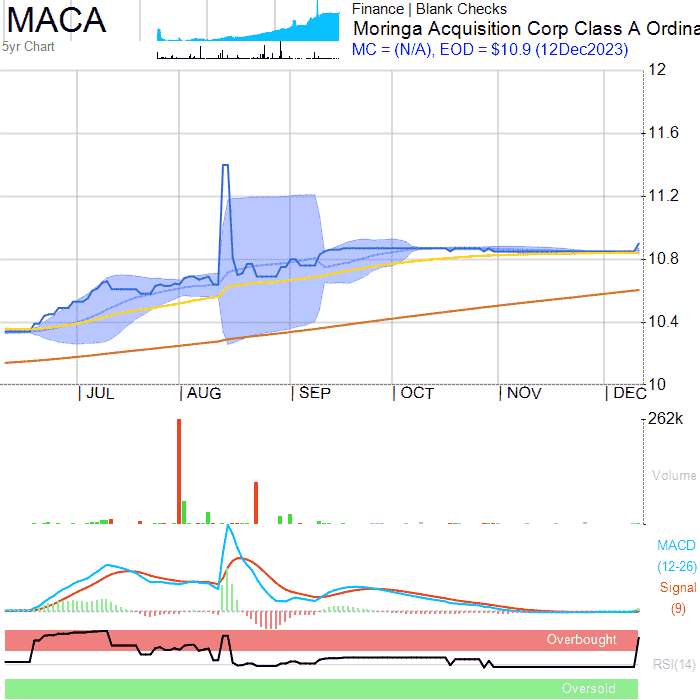 MACA
5yr Chart
Finance | Blank Checks
Moringa Acquisition Corp Class A Ordina
MC = (N/A), EOD = $10.9 (12Dec2023)
12
11.6
11.2
10.8
10.4
10
| JUL | AUG | SEP | OCT | NOV | DEC
262k
Volume
MACD
(12-26)
Signal
(9)
Overbought
RSI(14)
Oversold